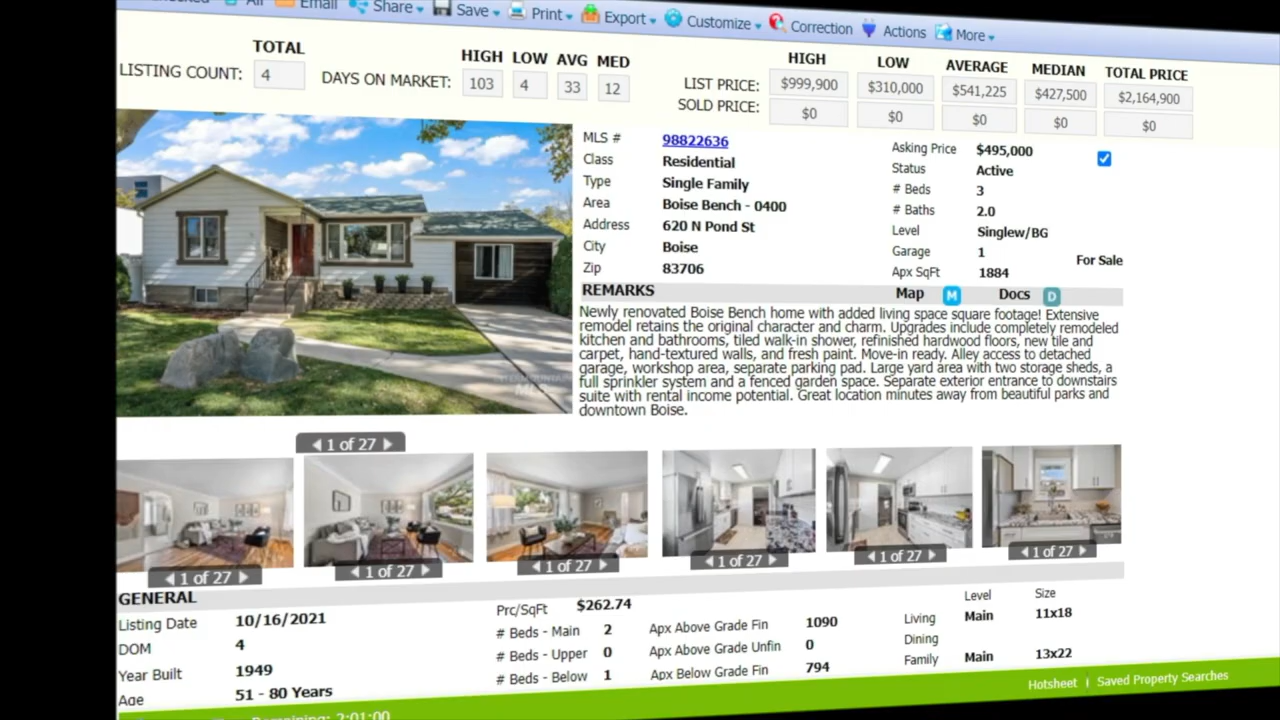 All Email Share Save Print Export Customize Correction Actions More
TOTAL HIGH LOW AVG MED HIGH LOW AVERAGE MEDIAN TOTAL PRICE
LISTING COUNT: 4 DAYS ON MARKET: 103 4 33 12 LIST PRICE: $999,900 $310,000 $541,225 $427,500 $2,164,900
SOLD PRICE: $0 $0 $0 $0 $0
MLS # 98822636 Asking Price $495,000
Class Residential Status Active
Type Single Family # Beds 3
Area Boise Bench - 0400 # Baths 2.0
Address 620 N Pond St Level Singlew/BG
City Boise Garage 1 For Sale
Zip 83706 Apx SqFt 1884
REMARKS Map M Docs D
Newly renovated Boise Bench home with added living space square footage! Extensive
remodel retains the original character and charm. Upgrades include completely remodeled
kitchen and bathrooms, tiled walk-in shower, refinished hardwood floors, new tile and
carpet, hand-textured walls, and fresh paint. Move-in ready. Alley access to detached
garage, workshop area, separate parking pad. Large yard area with two storage sheds, a
full sprinkler system and a fenced garden space. Separate exterior entrance to downstairs
suite with rental income potential. Great location minutes away from beautiful parks and
downtown Boise.
1 of 27
1 of 27 1 of 27 1 of 27 1 of 27 1 of 27 1 of 27
GENERAL
Level Size
Listing Date 10/16/2021 Prc/SqFt $262.74 Living Main 11x18
DOM 4 # Beds - Main 2 Apx Above Grade Fin 1090 Dining
Year Built 1949 # Beds - Upper 0 Apx Above Grade Unfin 0 Family Main 13x22
Age 51 - 80 Years # Beds - Below 1 Apx Below Grade Fin 794
Hotsheet | Saved Property Searches
Remaining: 2:01:00